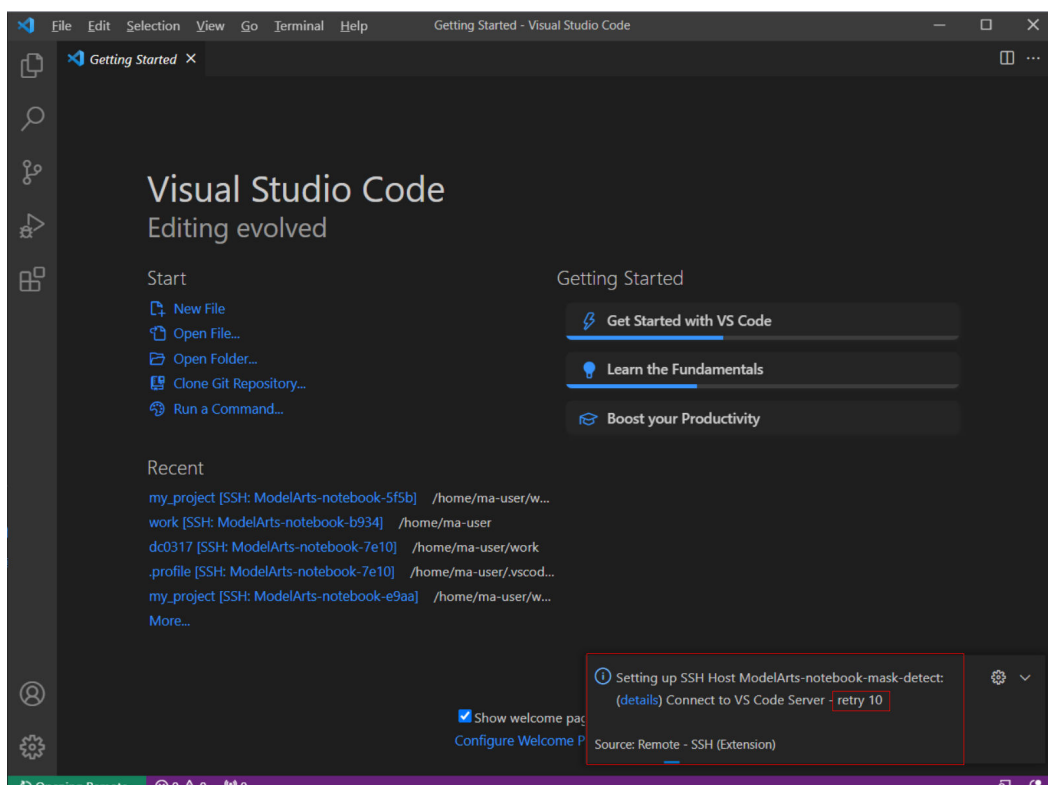 File Edit Selection View Go Terminal Help Getting Started - Visual Studio Code
Getting Started
Visual Studio Code
Editing evolved
Start
New File
Open File...
Open Folder...
Clone Git Repository...
Run a Command...
Getting Started
Get Started with VS Code
Learn the Fundamentals
Boost your Productivity
Recent
my_project [SSH: ModelArts-notebook-5f5b] /home/ma-user/w...
work [SSH: ModelArts-notebook-b934] /home/ma-user
dc0317 [SSH: ModelArts-notebook-7e10] /home/ma-user/work
.profile [SSH: ModelArts-notebook-7e10] /home/ma-user/.vscod...
my_project [SSH: ModelArts-notebook-e9aa] /home/ma-user/w...
More...
Show welcome pag
Configure Welcome P
Setting up SSH Host ModelArts-notebook-mask-detect:
(details) Connect to VS Code Server - retry 10
Source: Remote - SSH (Extension)